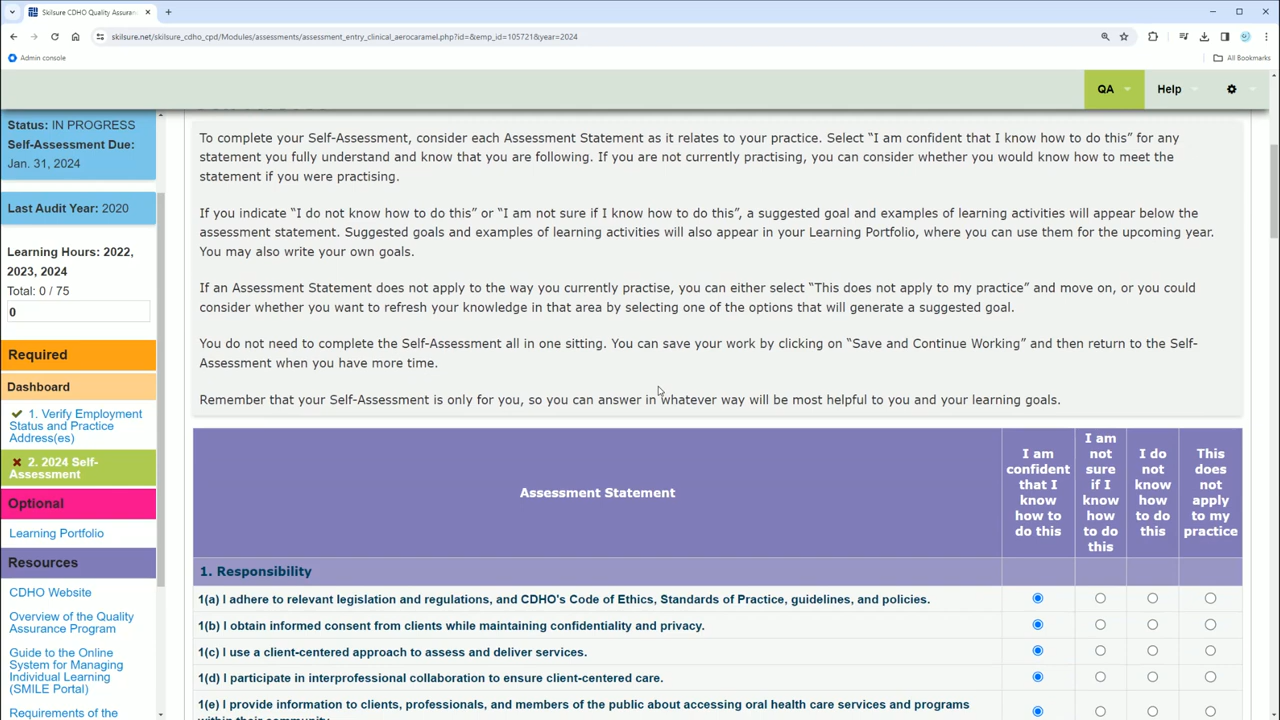 Skilsure CDHO Quality Assuran
skilsure.net/skilsure_cdho_cpd/Modules/assessments/assessment_entry_clinical_aerocaramel.php?id=&emp_id=105721&year=2024
Admin console
All Bookmarks
QA
Help
Status: IN PROGRESS
Self-Assessment Due:
Jan. 31, 2024
Last Audit Year: 2020
Learning Hours: 2022,
2023, 2024
Total: 0 / 75
0
Required
Dashboard
1. Verify Employment
Status and Practice
Address(es)
2. 2024 Self-
Assessment
Optional
Learning Portfolio
Resources
CDHO Website
Overview of the Quality
Assurance Program
Guide to the Online
System for Managing
Individual Learning
(SMILE Portal)
Requirements of the
To complete your Self-Assessment, consider each Assessment Statement as it relates to your practice. Select “I am confident that I know how to do this” for any
statement you fully understand and know that you are following. If you are not currently practising, you can consider whether you would know how to meet the
statement if you were practising.
If you indicate “I do not know how to do this” or “I am not sure if I know how to do this”, a suggested goal and examples of learning activities will appear below the
assessment statement. Suggested goals and examples of learning activities will also appear in your Learning Portfolio, where you can use them for the upcoming year.
You may also write your own goals.
If an Assessment Statement does not apply to the way you currently practise, you can either select “This does not apply to my practice” and move on, or you could
consider whether you want to refresh your knowledge in that area by selecting one of the options that will generate a suggested goal.
You do not need to complete the Self-Assessment all in one sitting. You can save your work by clicking on “Save and Continue Working” and then return to the Self-
Assessment when you have more time.
Remember that your Self-Assessment is only for you, so you can answer in whatever way will be most helpful to you and your learning goals.
Assessment Statement
I am
confident
that I
know
how to
do this
I am
not
sure
if I
know
how
to do
this
I do
not
know
how
to do
this
This
does
not
apply
to my
practice
1. Responsibility
1(a) I adhere to relevant legislation and regulations, and CDHO's Code of Ethics, Standards of Practice, guidelines, and policies.
1(b) I obtain informed consent from clients while maintaining confidentiality and privacy.
1(c) I use a client-centered approach to assess and deliver services.
1(d) I participate in interprofessional collaboration to ensure client-centered care.
1(e) I provide information to clients, professionals, and members of the public about accessing oral health care services and programs
within their community.